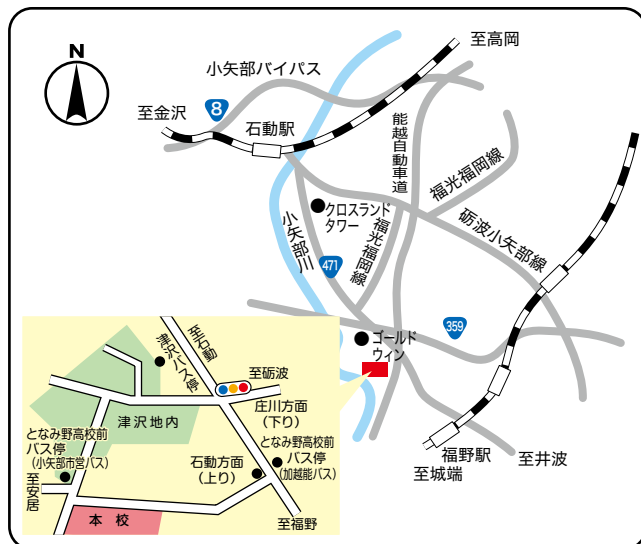 N
至高岡
小矢部バイパス
8
至金沢
石動駅
能越自動車道
福光福岡線
クロスランド
タワー
小矢部川
福光福岡線
砺波小矢部線
471
359
ゴールド
ウィン
福野駅
至城端
至井波
至石動
津沢バス停
至砺波
庄川方面
(下り)
津沢地内
となみ野高校前
バス停
(小矢部市営バス)
となみ野高校前
バス停
(加越能バス)
石動方面
(上り)
至安居
本校
至福野